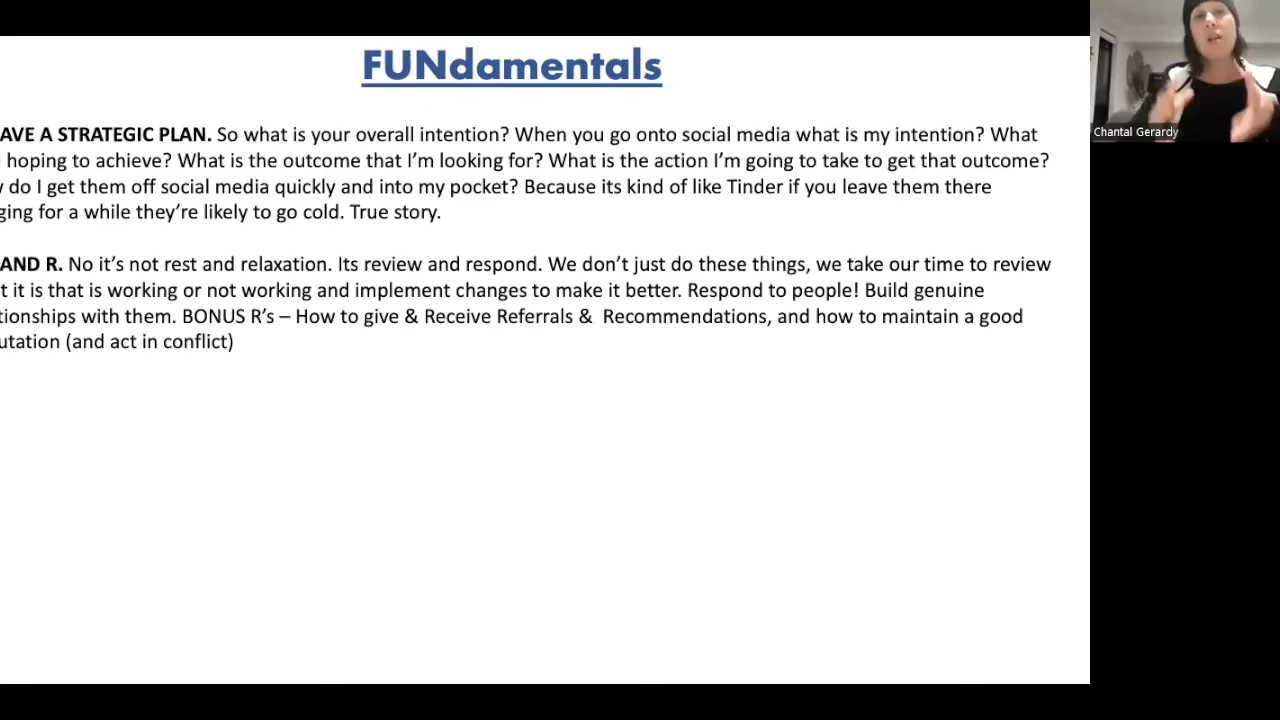 FUNdamentals
Chantal Gerardy
AVE A STRATEGIC PLAN. So what is your overall intention? When you go onto social media what is my intention? What
hoping to achieve? What is the outcome that I'm looking for? What is the action I'm going to take to get that outcome?
do I get them off social media quickly and into my pocket? Because its kind of like Tinder if you leave them there
ging for a while they're likely to go cold. True story.
AND R. No it's not rest and relaxation. Its review and respond. We don't just do these things, we take our time to review
t it is that is working or not working and implement changes to make it better. Respond to people! Build genuine
tionships with them. BONUS R's – How to give & Receive Referrals & Recommendations, and how to maintain a good
utation (and act in conflict)